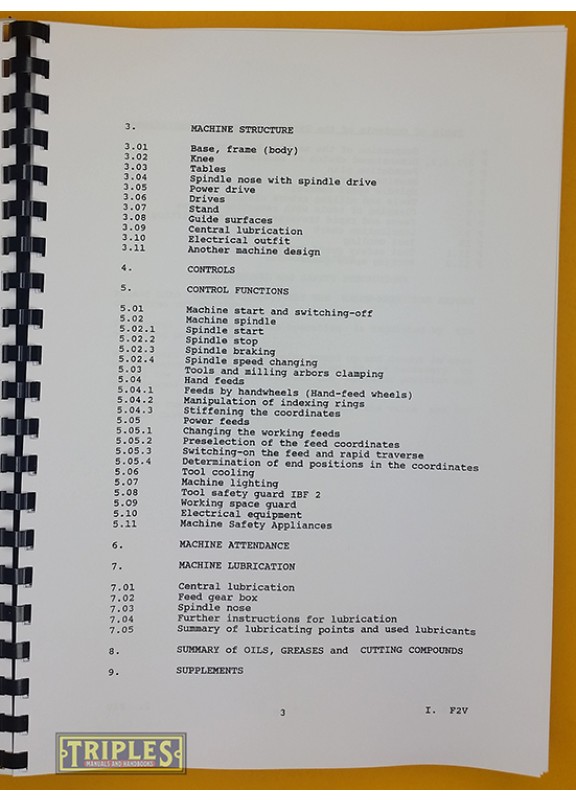 3. MACHINE STRUCTURE
3.01 Base, frame (body)
3.02 Knee
3.03 Tables
3.04 Spindle nose with spindle drive
3.05 Power drive
3.06 Drives
3.07 Stand
3.08 Guide surfaces
3.09 Central lubrication
3.10 Electrical outfit
3.11 Another machine design
4. CONTROLS
5. CONTROL FUNCTIONS
5.01 Machine start and switching-off
5.02 Machine spindle
5.02.1 Spindle start
5.02.2 Spindle stop
5.02.3 Spindle braking
5.02.4 Spindle speed changing
5.03 Tools and milling arbors clamping
5.04 Hand feeds
5.04.1 Feeds by handwheels (Hand-feed wheels)
5.04.2 Manipulation of indexing rings
5.04.3 Stiffening the coordinates
5.05 Power feeds
5.05.1 Changing the working feeds
5.05.2 Preselection of the feed coordinates
5.05.3 Switching-on the feed and rapid traverse
5.05.4 Determination of end positions in the coordinates
5.06 Tool cooling
5.07 Machine lighting
5.08 Tool safety guard IBF 2
5.09 Working space guard
5.10 Electrical equipment
5.11 Machine Safety Appliances
6. MACHINE ATTENDANCE
7. MACHINE LUBRICATION
7.01 Central lubrication
7.02 Feed gear box
7.03 Spindle nose
7.04 Further instructions for lubrication
7.05 Summary of lubricating points and used lubricants
8. SUMMARY of OILS, GREASES and CUTTING COMPOUNDS
9. SUPPLEMENTS
3 I. F2V
TRIPLES
MANUALS AND HANDBOOKS